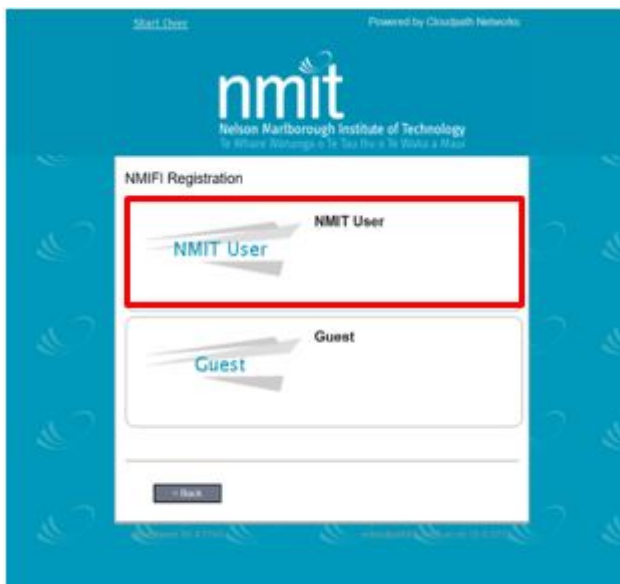 Start Over
Powered by Cloudpath Networks
nmit
Nelson Marlborough Institute of Technology
NMIFI Registration
NMIT User
NMIT User
Guest
Guest
< Back